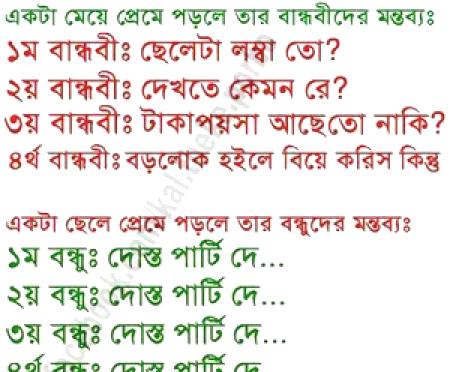 একটা মেয়ে প্রেমে পড়লে তার বান্ধবীদের মন্তব্যঃ
১ম বান্ধবীঃ ছেলেটা লম্বা তো?
২য় বান্ধবীঃ দেখতে কেমন রে?
৩য় বান্ধবীঃ টাকাপয়সা আছেতো নাকি?
৪র্থ বান্ধবীঃ বড়লোক হইলে বিয়ে করিস কিন্তু
একটা ছেলে প্রেমে পড়লে তার বন্ধুদের মন্তব্যঃ
১ম বন্ধুঃ দোস্ত পার্টি দে...
২য় বন্ধুঃ দোস্ত পার্টি দে...
৩য় বন্ধুঃ দোস্ত পার্টি দে...
৪র্থ বন্ধুঃ দোস্ত পার্টি দে